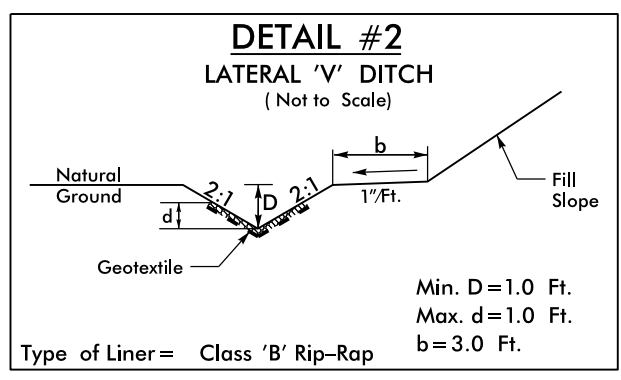 DETAIL #2
LATERAL 'V' DITCH
( Not to Scale)
b
Natural
Ground
2:1
D
2:1
1"/Ft.
Fill
Slope
d
Geotextile
Min. D=1.0 Ft.
Max. d=1.0 Ft.
b=3.0 Ft.
Type of Liner= Class 'B' Rip-Rap